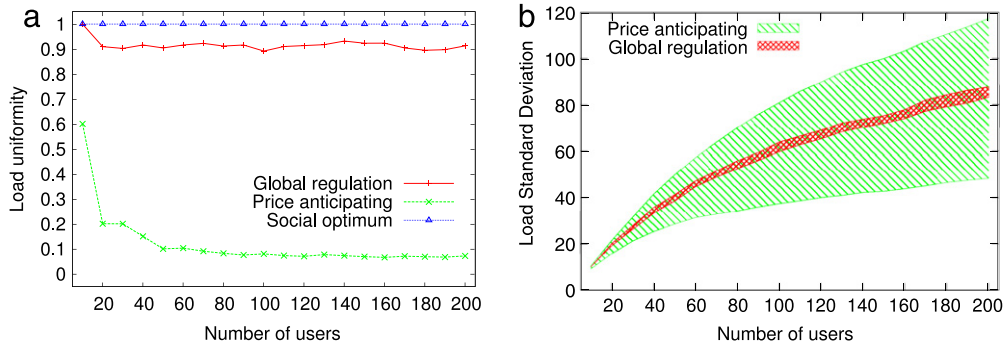 a
Load uniformity
1
0.9
0.8
0.7
0.6
0.5
0.4
0.3
0.2
0.1
0
Global regulation
Price anticipating
Social optimum
20 40 60 80 100 120 140 160 180 200
Number of users
b
Load Standard Deviation
120
100
80
60
40
20
0
Price anticipating
Global regulation
20 40 60 80 100 120 140 160 180 200
Number of users